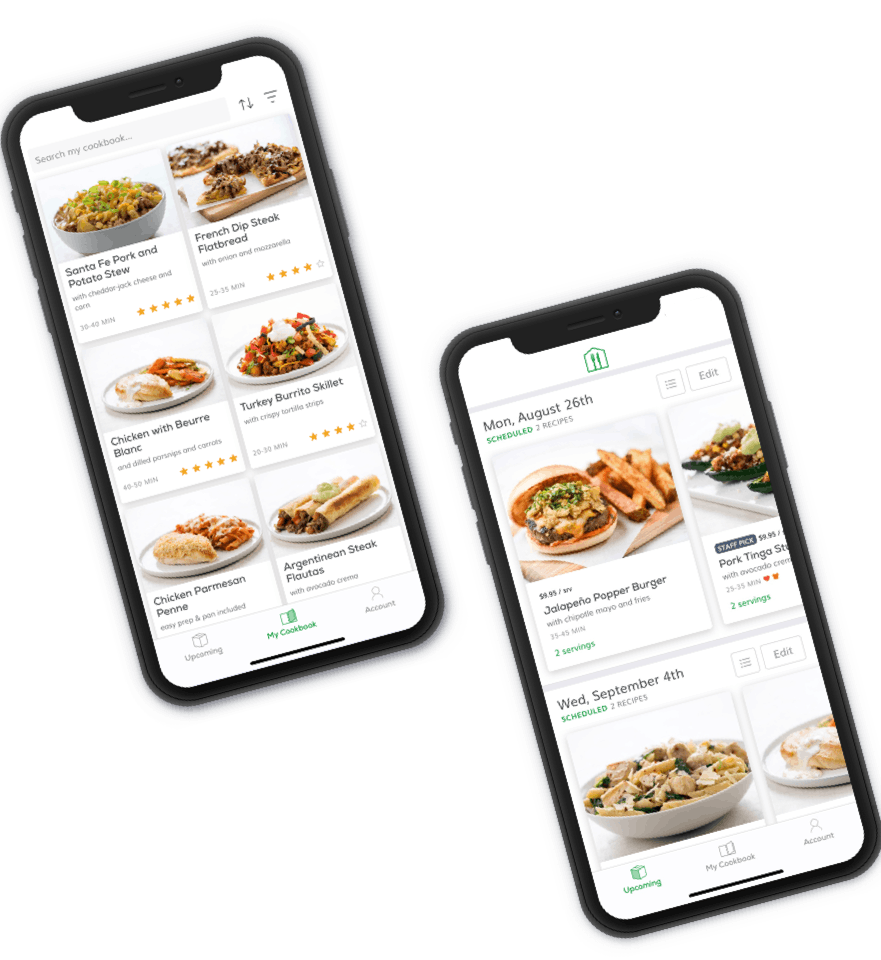 Search my cookbook...
Santa Fe Pork and
Potato Stew
with cheddar-jack cheese and
corn
30-40 MIN
French Dip Steak
Flatbread
with onion and mozzarella
25-35 MIN
Chicken with Beurre
Blanc
and dilled parsnips and carrots
40-50 MIN
Turkey Burrito Skillet
with crispy tortilla strips
20-30 MIN
Chicken Parmesan
Penne
easy prep & pan included
Argentinean Steak
Flautas
with avocado crema
Upcoming
My Cookbook
Account
Mon, August 26th
SCHEDULED 2 RECIPES
Edit
$9.95 / srv
Jalapeño Popper Burger
with chipotle mayo and fries
35-45 MIN
2 servings
STAFF PICK $9.95 /
Pork Tinga
with avocado
25-35 MIN
2 servings
Wed, September 4th
SCHEDULED 2 RECIPES
Edit
Upcoming
My Cookbook
Account